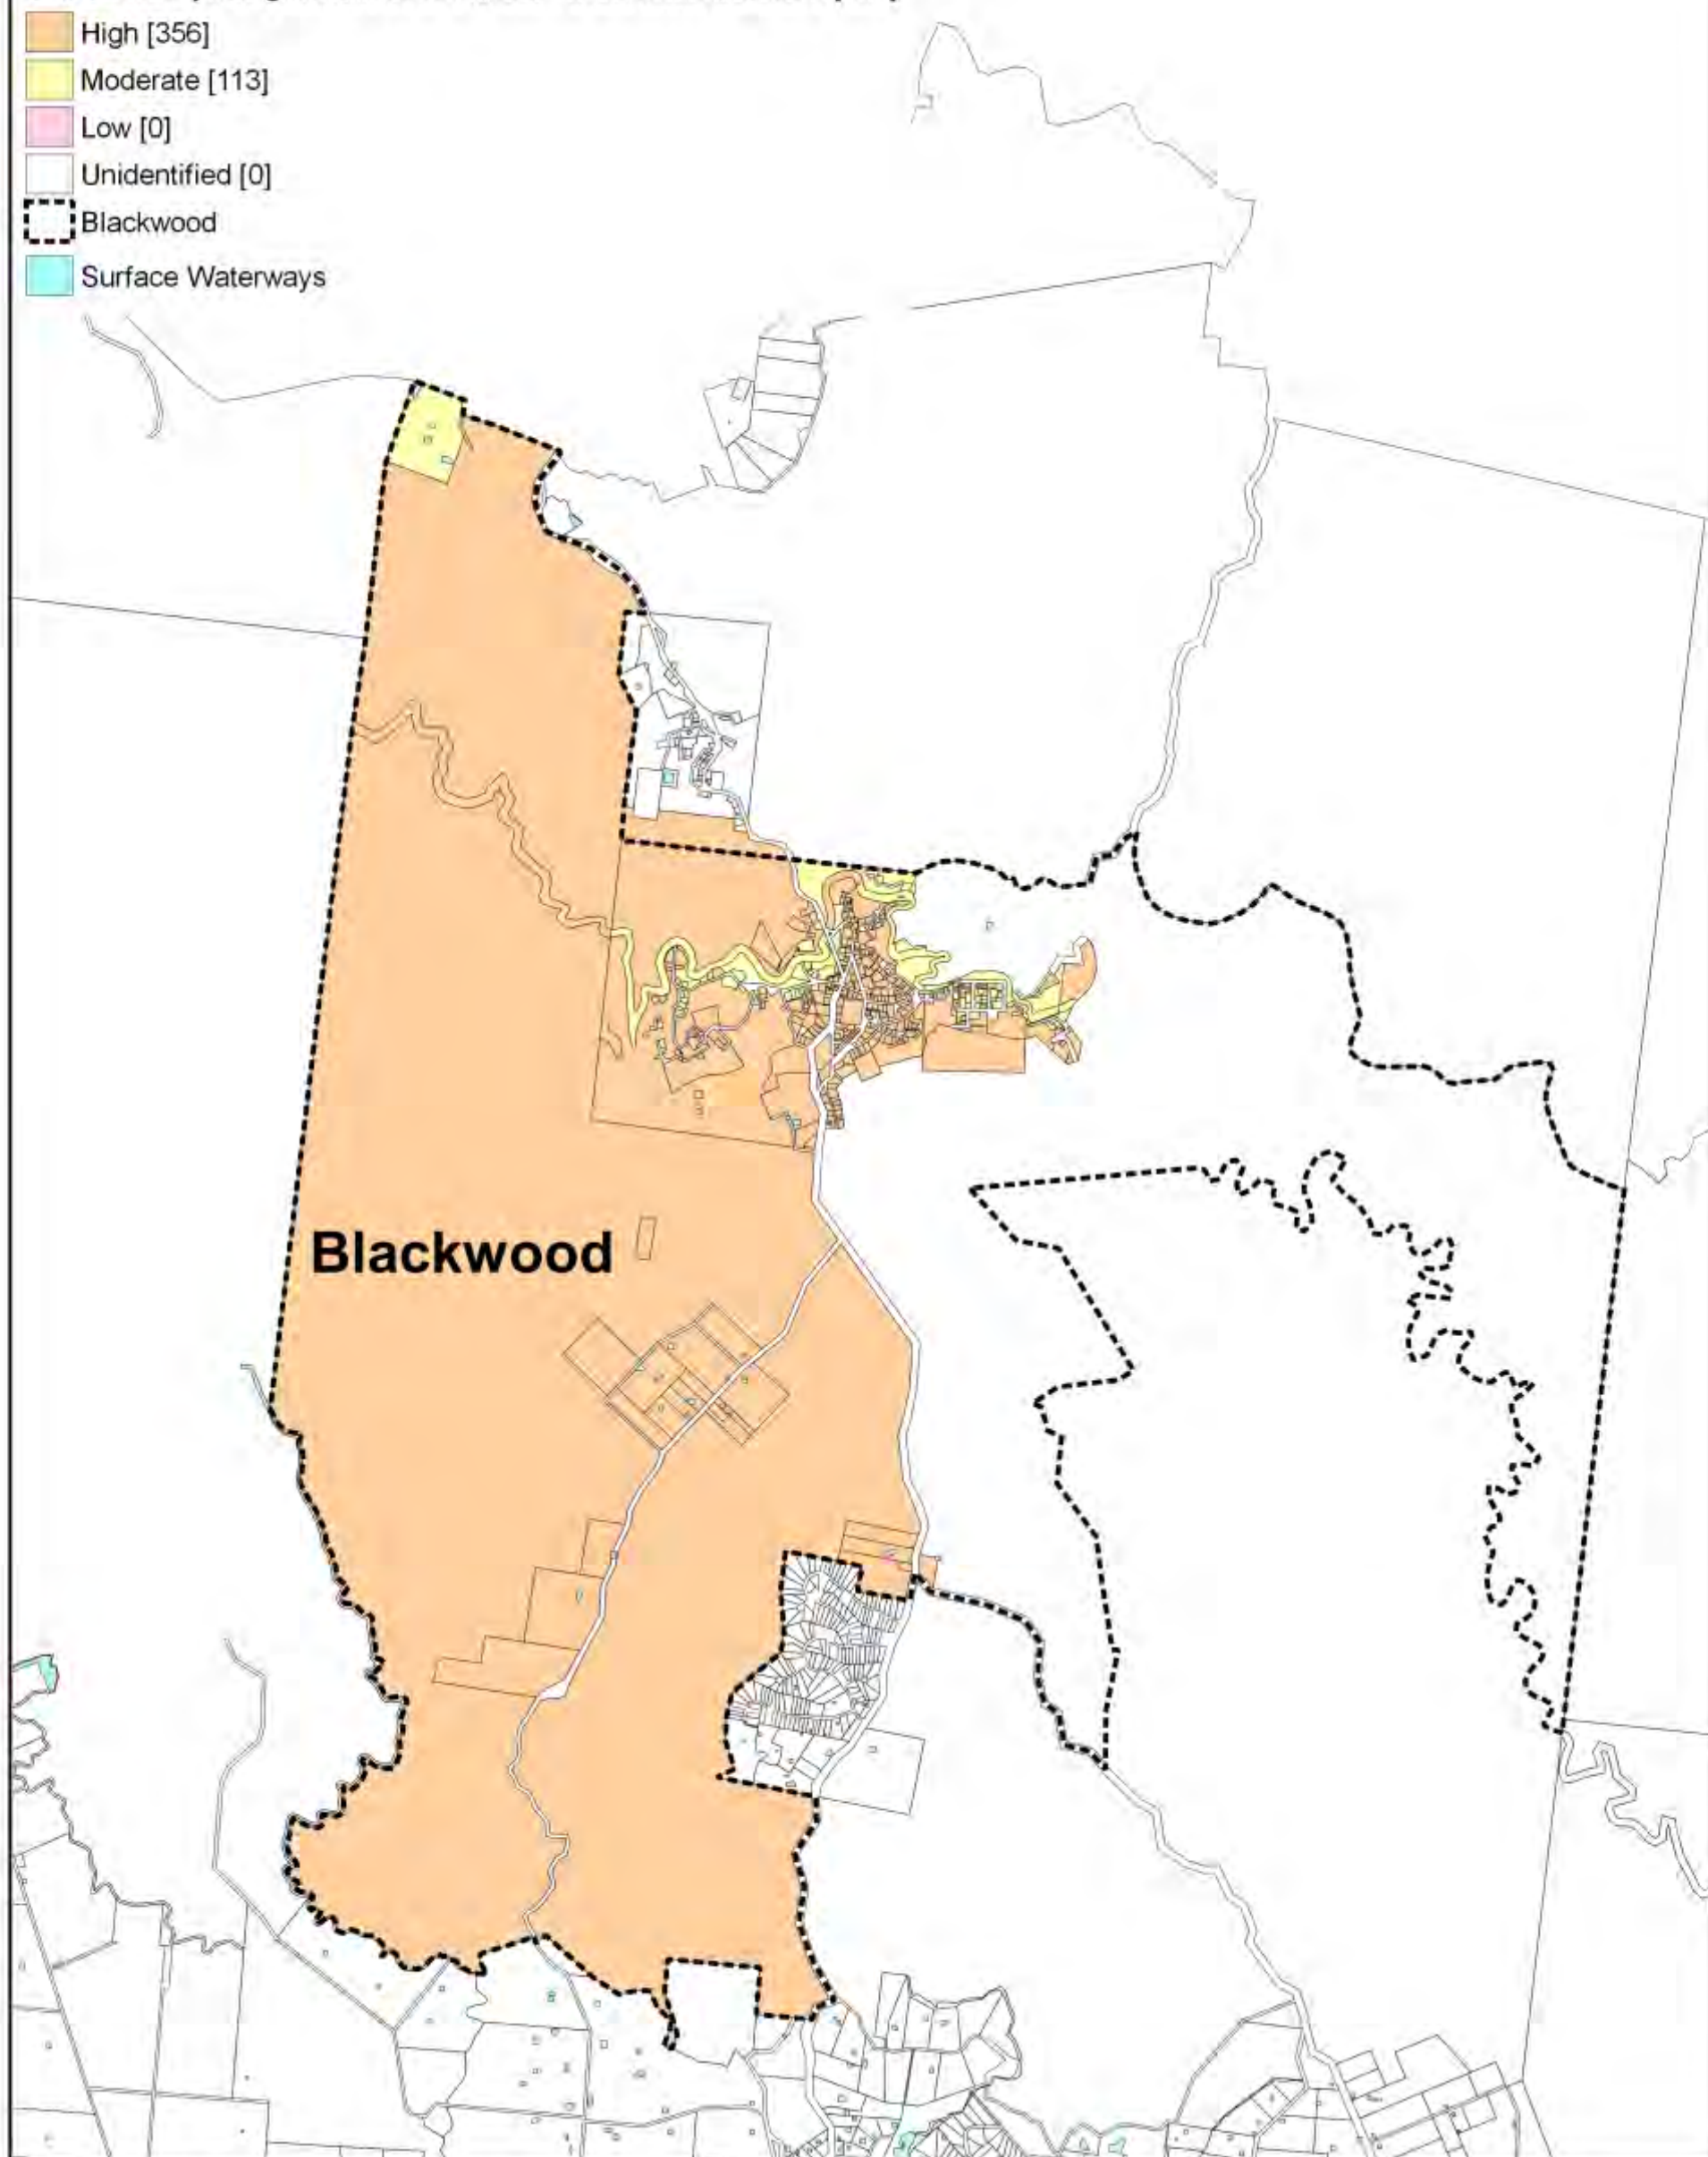 High [356]
Moderate [113]
Low [0]
Unidentified [0]
Blackwood
Surface Waterways
Blackwood